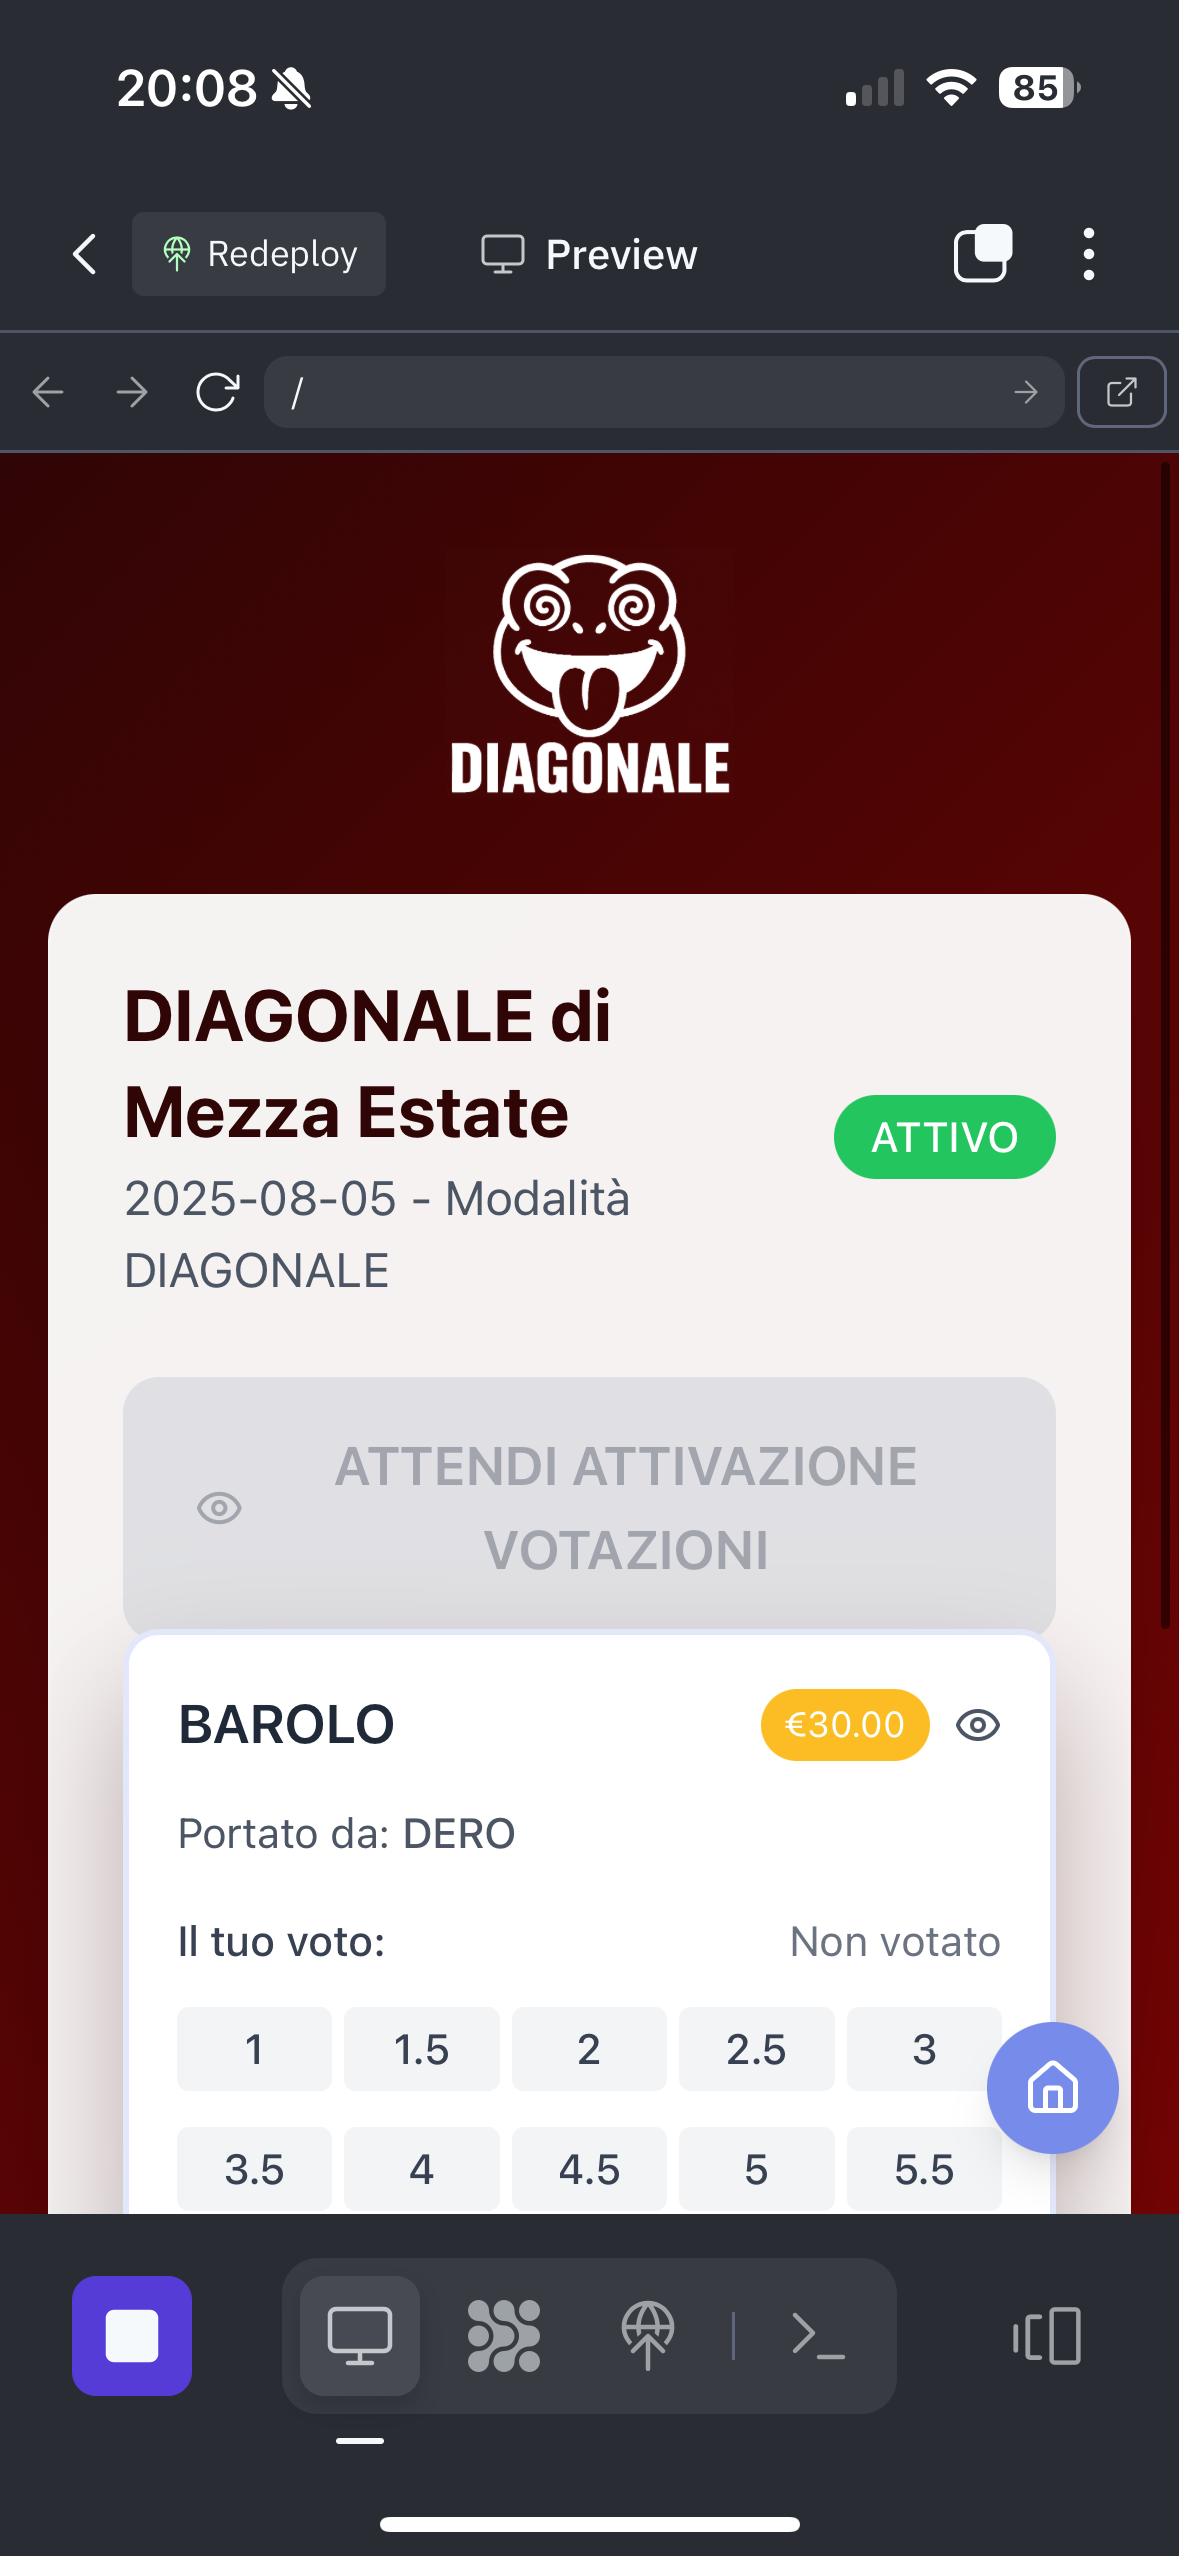 20:08
85
Redeploy
Preview
/
DIAGONALE
DIAGONALE di
Mezza Estate
ATTIVO
2025-08-05 - Modalità
DIAGONALE
ATTENDI ATTIVAZIONE
VOTAZIONI
BAROLO
€30.00
Portato da: DERO
Il tuo voto:
Non votato
1 1.5 2 2.5 3
3.5 4 4.5 5 5.5